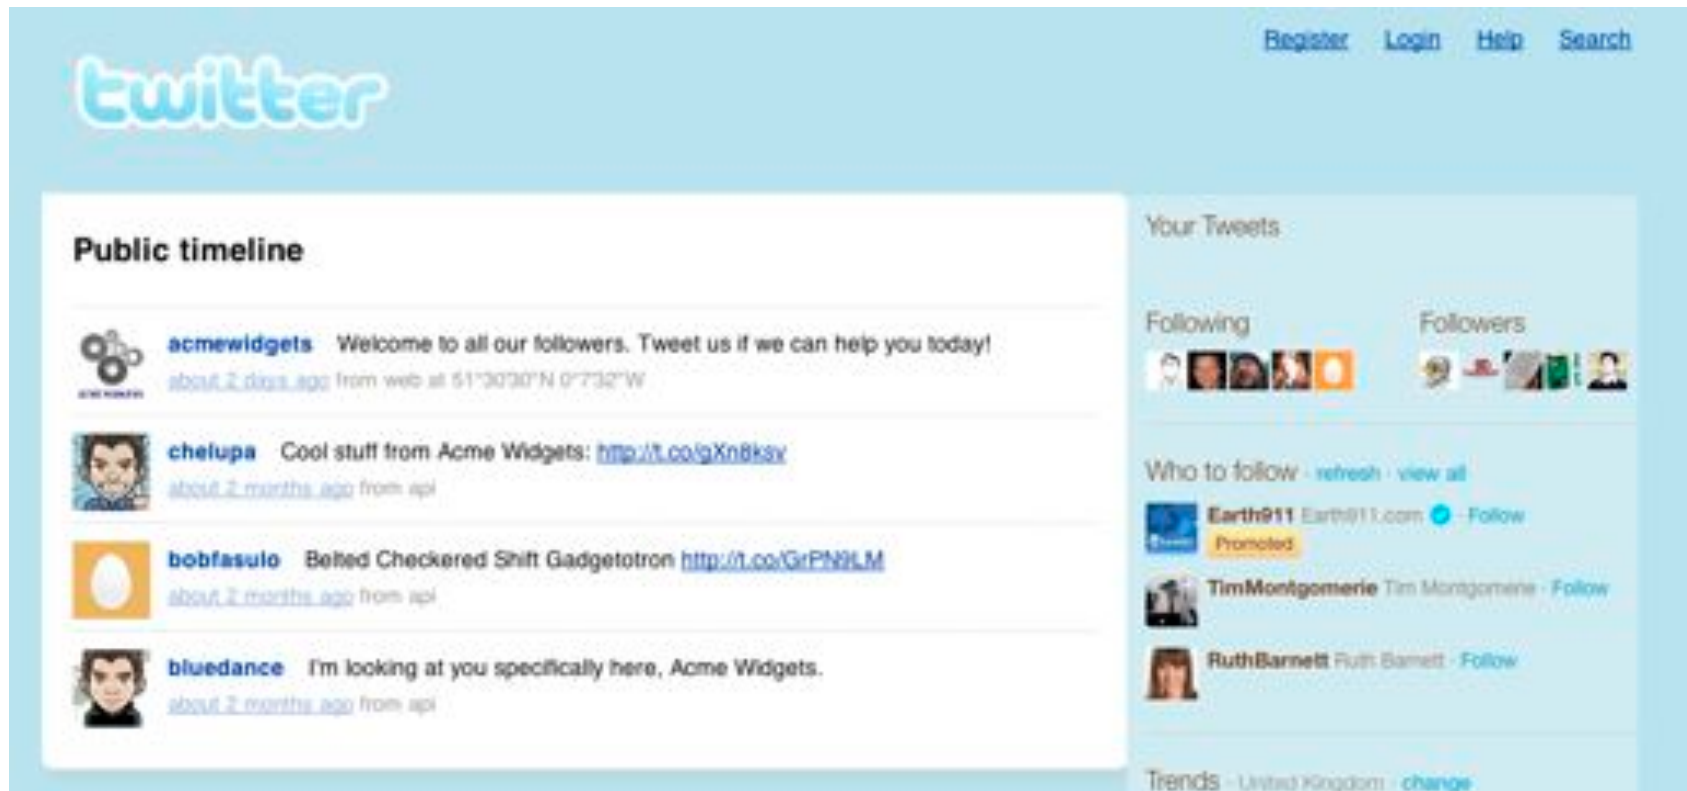 twitter
Register Login Help Search
Public timeline
acmewidgets Welcome to all our followers. Tweet us if we can help you today!
about 2 days ago from web at 51°30'30"N 0°7'32"W
chelupa Cool stuff from Acme Widgets: http://t.co/gXn8ksv
about 2 months ago from api
bobfasulo Belted Checkered Shift Gadgetotron http://t.co/GrPN9LM
about 2 months ago from api
bluedance I'm looking at you specifically here, Acme Widgets.
about 2 months ago from api
Your Tweets
Following Followers
Who to follow · refresh · view all
Earth911 Earth911.com · Follow
Promoted
TimMontgomerie Tim Montgomerie · Follow
RuthBarnett Ruth Barnett · Follow
Trends · United Kingdom · change